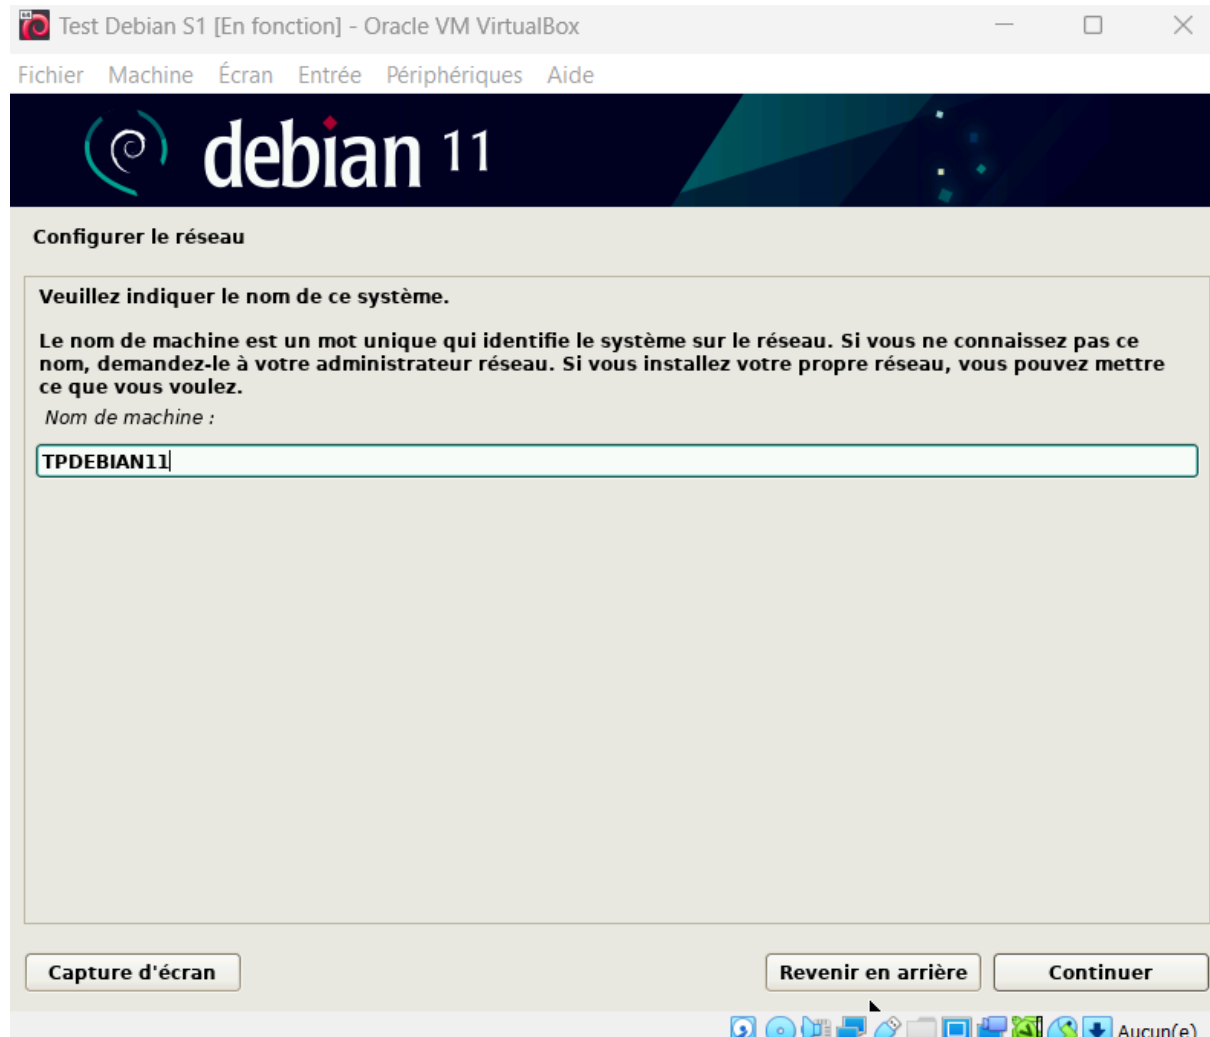 Test Debian S1 [En fonction] - Oracle VM VirtualBox
Fichier Machine Écran Entrée Périphériques Aide
debian 11
Configurer le réseau
Veuillez indiquer le nom de ce système.
Le nom de machine est un mot unique qui identifie le système sur le réseau. Si vous ne connaissez pas ce
nom, demandez-le à votre administrateur réseau. Si vous installez votre propre réseau, vous pouvez mettre
ce que vous voulez.
Nom de machine :
TPDEBIAN11
Capture d'écran Revenir en arrière Continuer
Aucun(e)